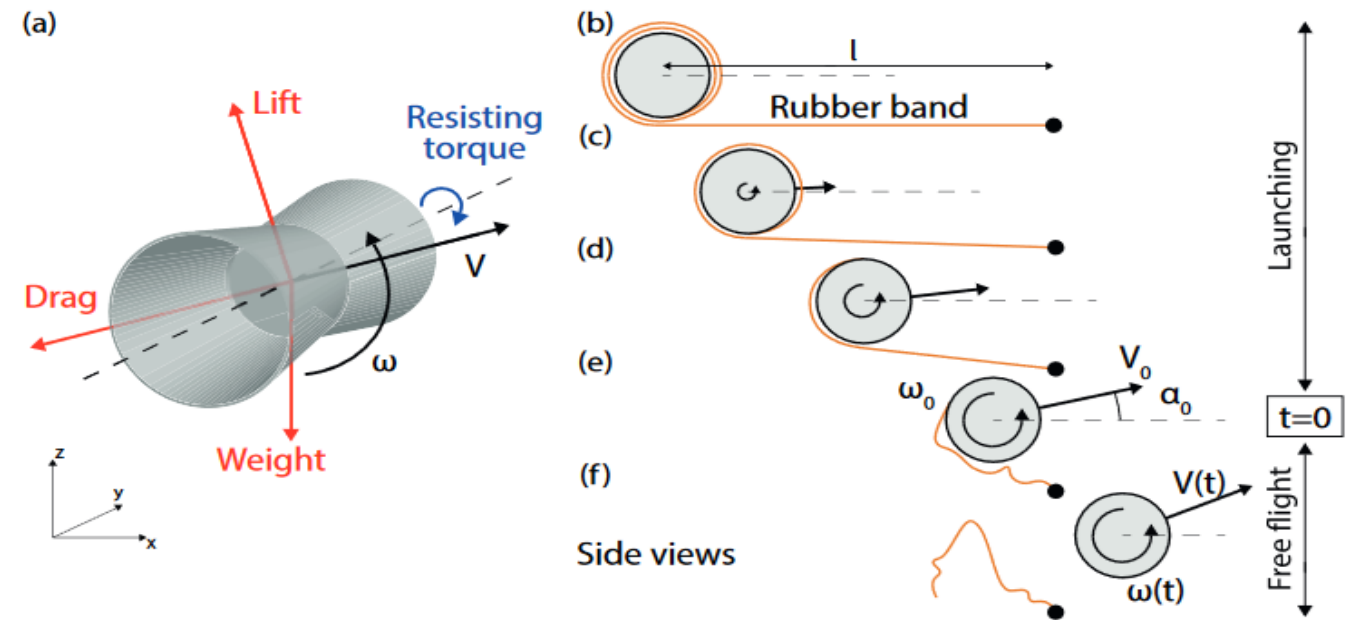 (a)
Lift
Resisting
torque
V
Drag
ω
Weight
z
y
x
(b)
l
Rubber band
(c)
(d)
(e)
ω0
V0
α0
(f)
V(t)
ω(t)
Side views
Launching
t=0
Free flight